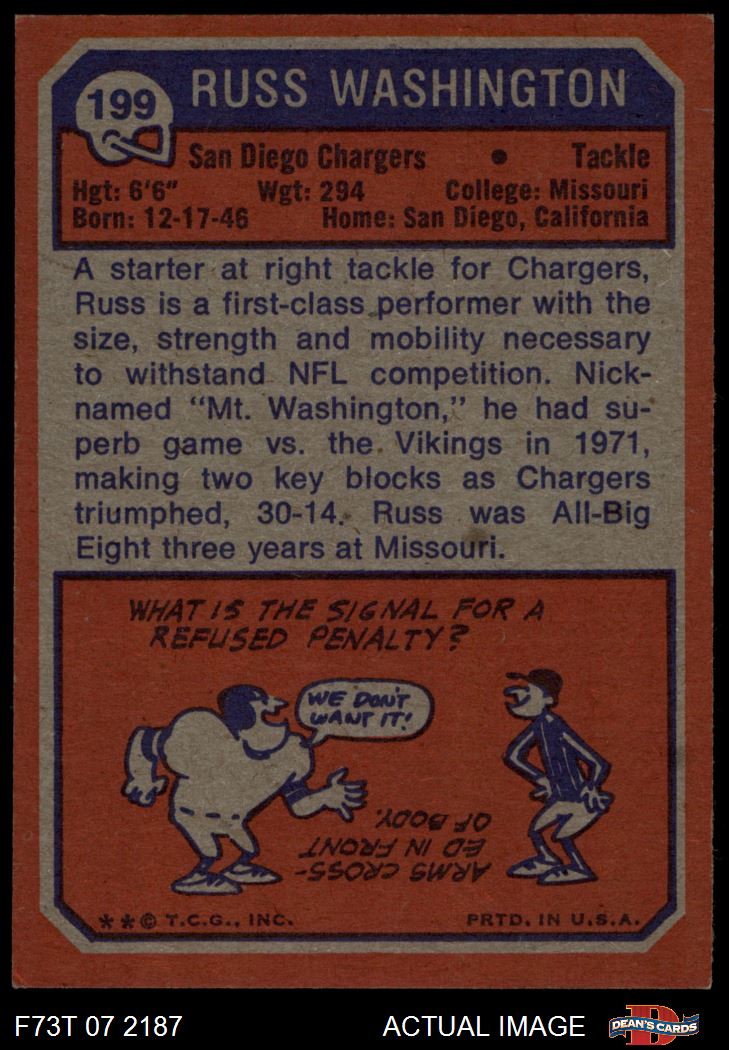 199
RUSS WASHINGTON
San Diego Chargers • Tackle
Hgt: 6'6" Wgt: 294 College: Missouri
Born: 12-17-46 Home: San Diego, California
A starter at right tackle for Chargers,
Russ is a first-class performer with the
size, strength and mobility necessary
to withstand NFL competition. Nick-
named "Mt. Washington," he had su-
perb game vs. the Vikings in 1971,
making two key blocks as Chargers
triumphed, 30-14. Russ was All-Big
Eight three years at Missouri.
WHAT IS THE SIGNAL FOR A
REFUSED PENALTY?
WE DON'T
WANT IT!
ARMS CROSS-
ED IN FRONT
OF BODY.
**© T.C.G., INC. PRTD. IN U.S.A.
F73T 07 2187 ACTUAL IMAGE
D
DEAN'S CARDS